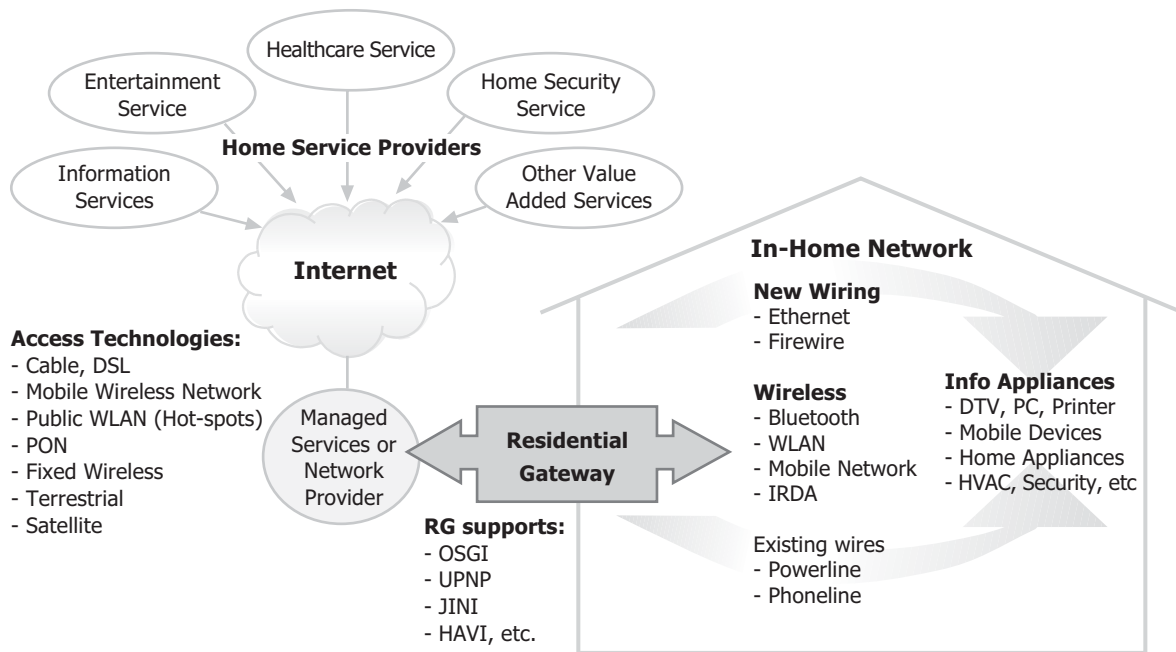 Healthcare Service
Entertainment
Service
Home Security
Service
Home Service Providers
Information
Services
Other Value
Added Services
Internet
In-Home Network
New Wiring
- Ethernet
- Firewire
Access Technologies:
- Cable, DSL
- Mobile Wireless Network
- Public WLAN (Hot-spots)
- PON
- Fixed Wireless
- Terrestrial
- Satellite
Managed
Services or
Network
Provider
Residential
Gateway
Wireless
- Bluetooth
- WLAN
- Mobile Network
- IRDA
Info Appliances
- DTV, PC, Printer
- Mobile Devices
- Home Appliances
- HVAC, Security, etc
RG supports:
- OSGI
- UPNP
- JINI
- HAVI, etc.
Existing wires
- Powerline
- Phoneline